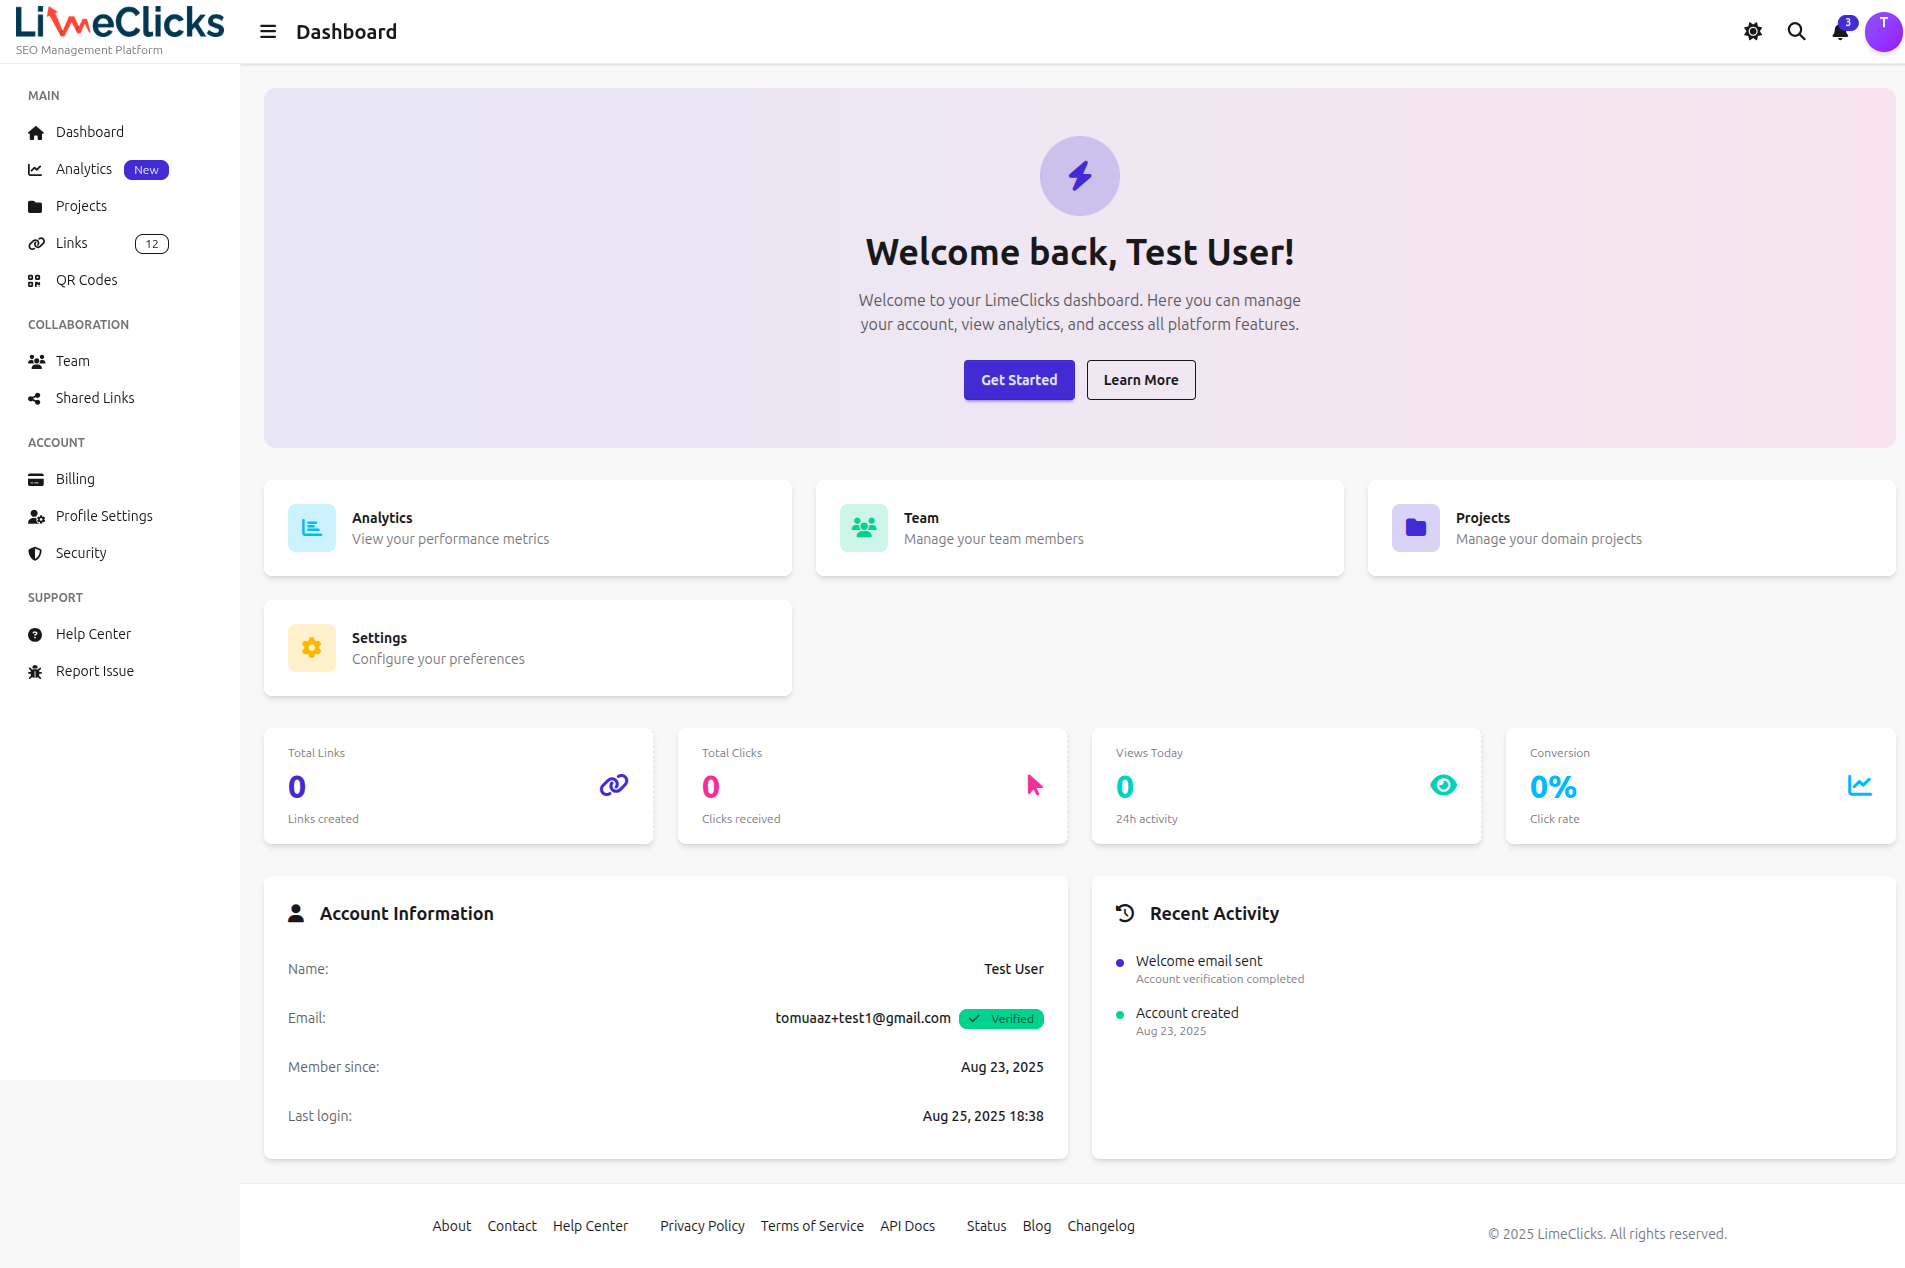 LimeClicks
SEO Management Platform
Dashboard
3
T
MAIN
Dashboard
Analytics New
Projects
Links 12
QR Codes
COLLABORATION
Team
Shared Links
ACCOUNT
Billing
Profile Settings
Security
SUPPORT
Help Center
Report Issue
Welcome back, Test User!
Welcome to your LimeClicks dashboard. Here you can manage
your account, view analytics, and access all platform features.
Get Started Learn More
Analytics
View your performance metrics
Team
Manage your team members
Projects
Manage your domain projects
Settings
Configure your preferences
Total Links
0
Links created
Total Clicks
0
Clicks received
Views Today
0
24h activity
Conversion
0%
Click rate
Account Information
Name: Test User
Email: tomuaaz+test1@gmail.com Verified
Member since: Aug 23, 2025
Last login: Aug 25, 2025 18:38
Recent Activity
Welcome email sent
Account verification completed
Account created
Aug 23, 2025
About Contact Help Center Privacy Policy Terms of Service API Docs Status Blog Changelog
© 2025 LimeClicks. All rights reserved.